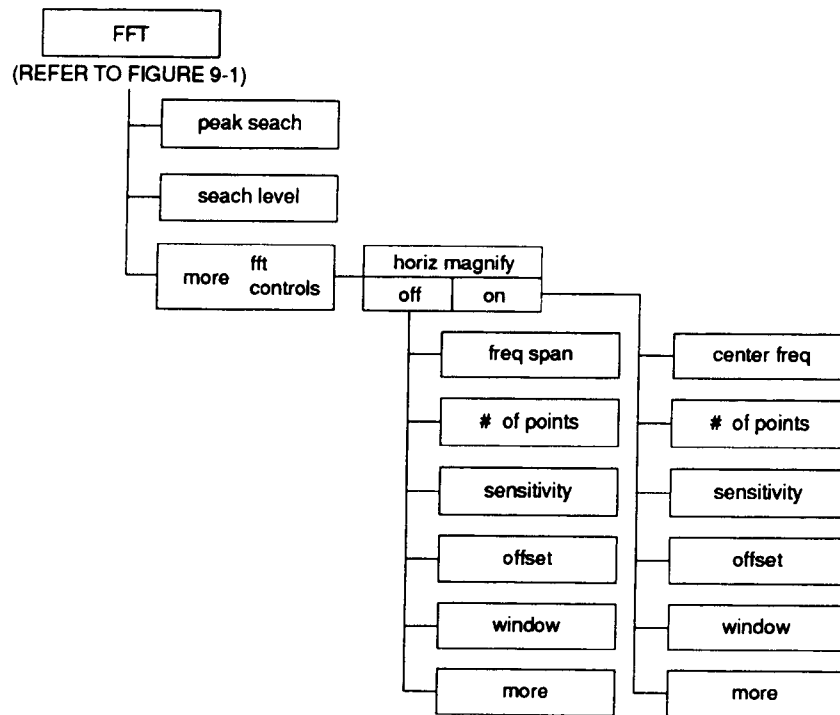 FFT
(REFER TO FIGURE 9-1)
peak seach
seach level
more fft controls
horiz magnify
off on
freq span
center freq
# of points
# of points
sensitivity
sensitivity
offset
offset
window
window
more
more